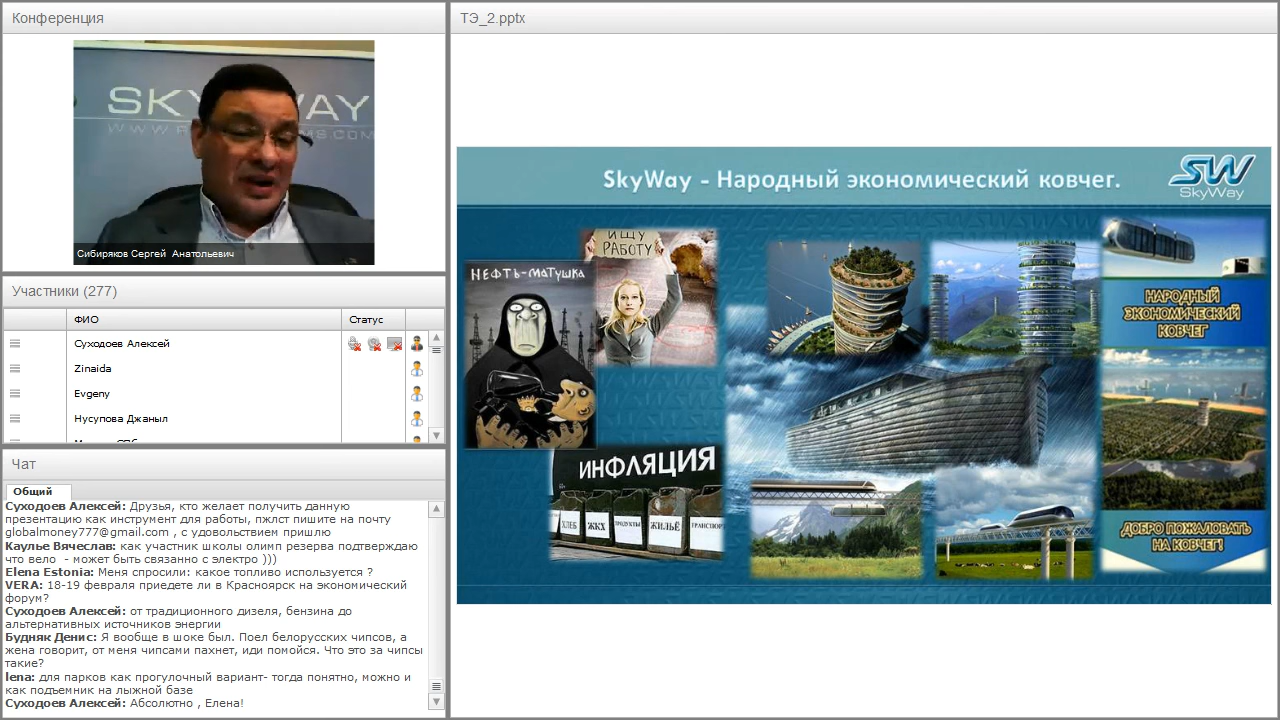 Конференция
SKYWAY
Сибиряков Сергей Анатольевич
Участники (277)
ФИО
Статус
Суходоев Алексей
Zinaida
Evgeny
Нусупова Джаныл
Чат
Общий
Суходоев Алексей: Друзья, кто желает получить данную
презентацию как инструмент для работы, пжлст пишите на почту
globalmoney777@gmail.com , с удовольствием пришлю
Каулье Вячеслав: как участник школы олимп резерва подтверждаю
что вело - может быть связанно с электро )))
Elena Estonia: Меня спросили: какое топливо используется ?
VERA: 18-19 февраля приедете ли в Красноярск на экономический
форум?
Суходоев Алексей: от традиционного дизеля, бензина до
альтернативных источников энергии
Будняк Денис: Я вообще в шоке был. Поел белорусских чипсов, а
жена говорит, от меня чипсами пахнет, иди помойся. Что это за чипсы
такие?
lena: для парков как прогулочный вариант- тогда понятно, можно и
как подъемник на лыжной базе
Суходоев Алексей: Абсолютно , Елена!
ТЭ_2.pptx
SkyWay - Народный экономический ковчег.
SW
SkyWay
ИЩУ
РАБОТУ
НЕФТЬ-МАТУШКА
ИНФЛЯЦИЯ
ХЛЕБ
ЖКХ
ПРОДУКТЫ
ЖИЛЬЁ
ТРАНСПОРТ
НАРОДНЫЙ
ЭКОНОМИЧЕСКИЙ
КОВЧЕГ
ДОБРО ПОЖАЛОВАТЬ
НА КОВЧЕГ!